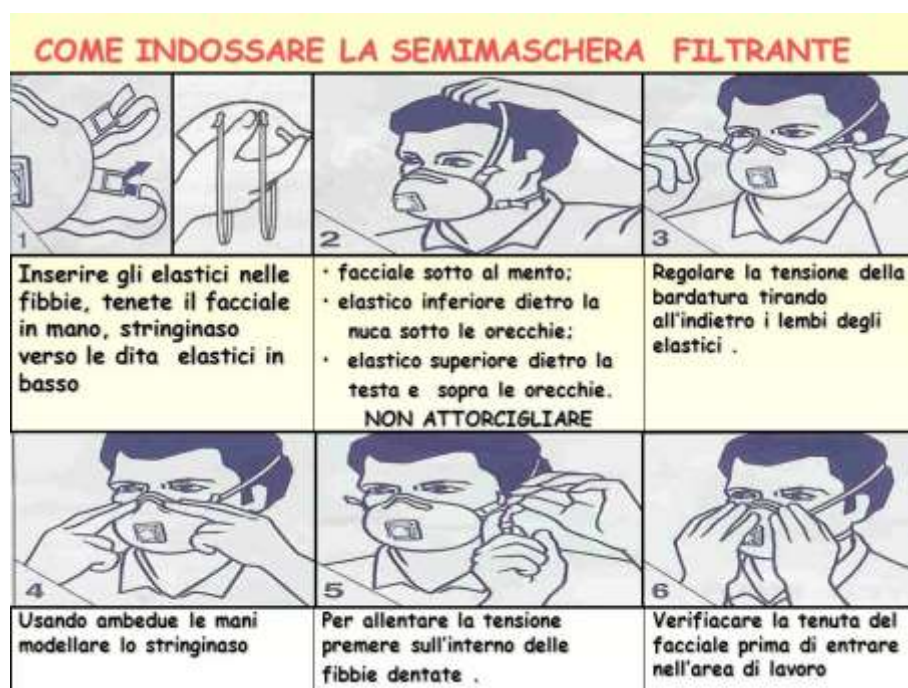 COME INDOSSARE LA SEMIMASCHERA FILTRANTE
1
Inserire gli elastici nelle
fibbie, tenete il facciale
in mano, stringinaso
verso le dita elastici in
basso
2
· facciale sotto al mento;
· elastico inferiore dietro la
nuca sotto le orecchie;
· elastico superiore dietro la
testa e sopra le orecchie.
NON ATTORCIGLIARE
3
Regolare la tensione della
bardatura tirando
all'indietro i lembi degli
elastici .
4
Usando ambedue le mani
modellare lo stringinaso
5
Per allentare la tensione
premere sull'interno delle
fibbie dentate .
6
Verifiacare la tenuta del
facciale prima di entrare
nell'area di lavoro